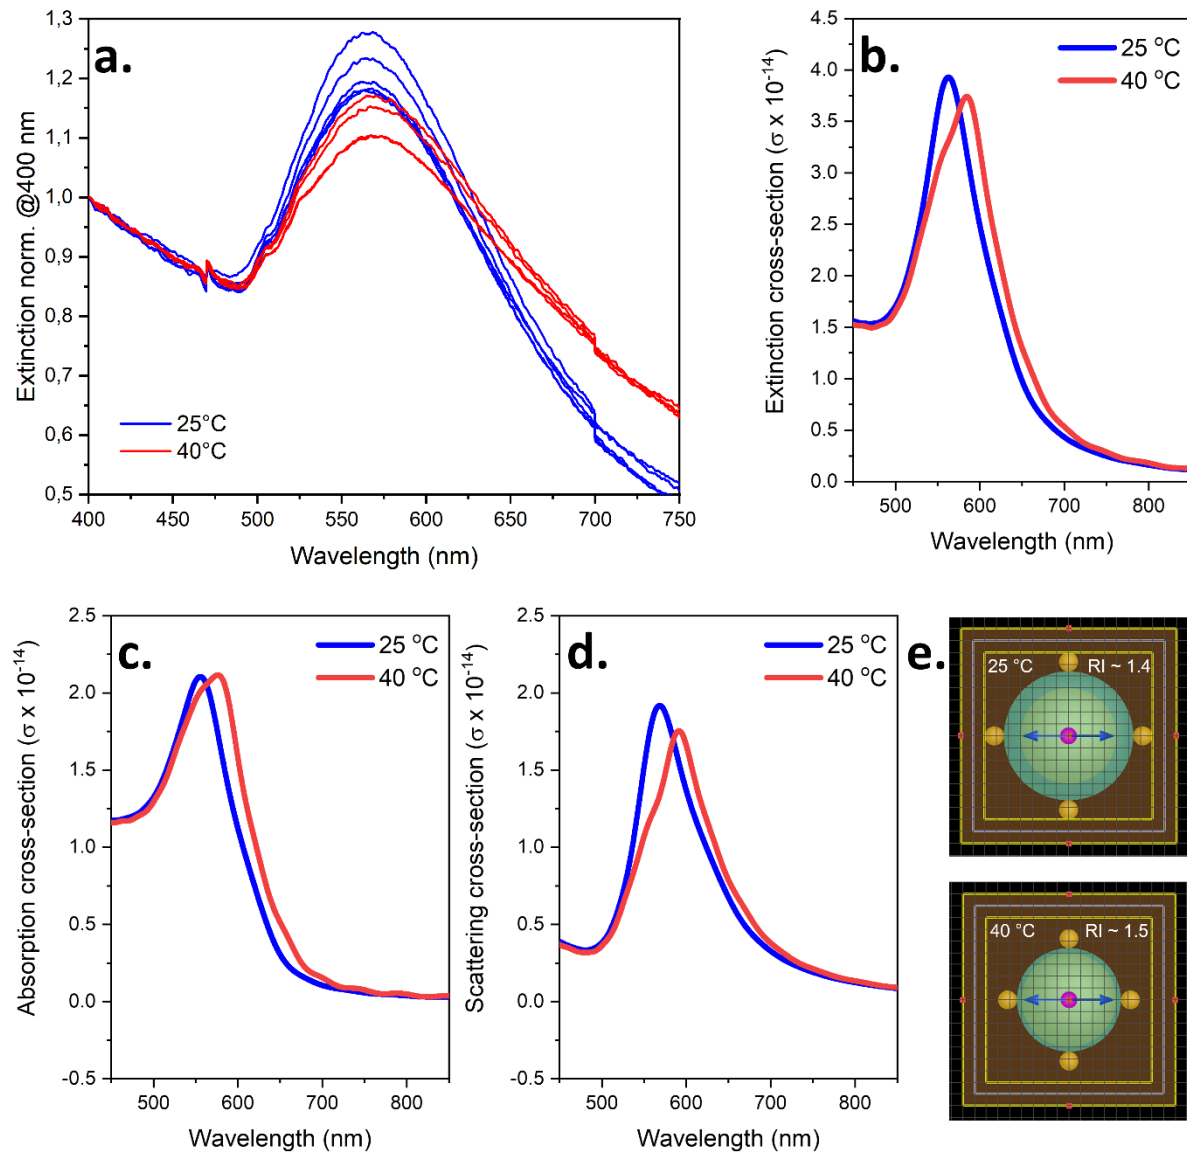 a.
1,3
1,2
1,1
1,0
0,9
0,8
0,7
0,6
0,5
Extinction norm. @400 nm
25°C
40°C
400 450 500 550 600 650 700 750
Wavelength (nm)
b.
25 °C
40 °C
4.5
4.0
3.5
3.0
2.5
2.0
1.5
1.0
0.5
0.0
Extinction cross-section (σ x 10⁻¹⁴)
500 600 700 800
Wavelength (nm)
c.
25 °C
40 °C
2.5
2.0
1.5
1.0
0.5
0.0
-0.5
Absorption cross-section (σ x 10⁻¹⁴)
500 600 700 800
Wavelength (nm)
d.
25 °C
40 °C
2.5
2.0
1.5
1.0
0.5
0.0
-0.5
Scattering cross-section (σ x 10⁻¹⁴)
500 600 700 800
Wavelength (nm)
e.
25 °C RI ~ 1.4
40 °C RI ~ 1.5